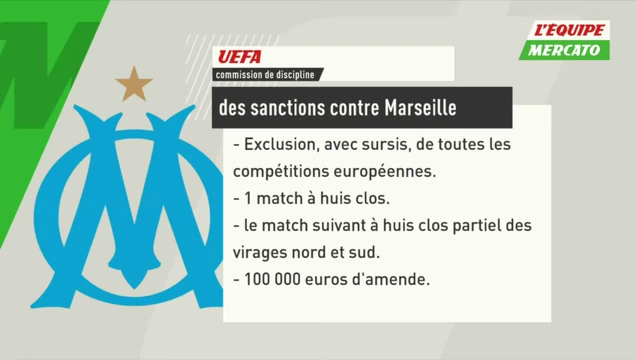 L'ÉQUIPE
MERCATO
UEFA
commission de discipline
des sanctions contre Marseille
- Exclusion, avec sursis, de toutes les
compétitions européennes.
- 1 match à huis clos.
- le match suivant à huis clos partiel des
virages nord et sud.
- 100 000 euros d'amende.